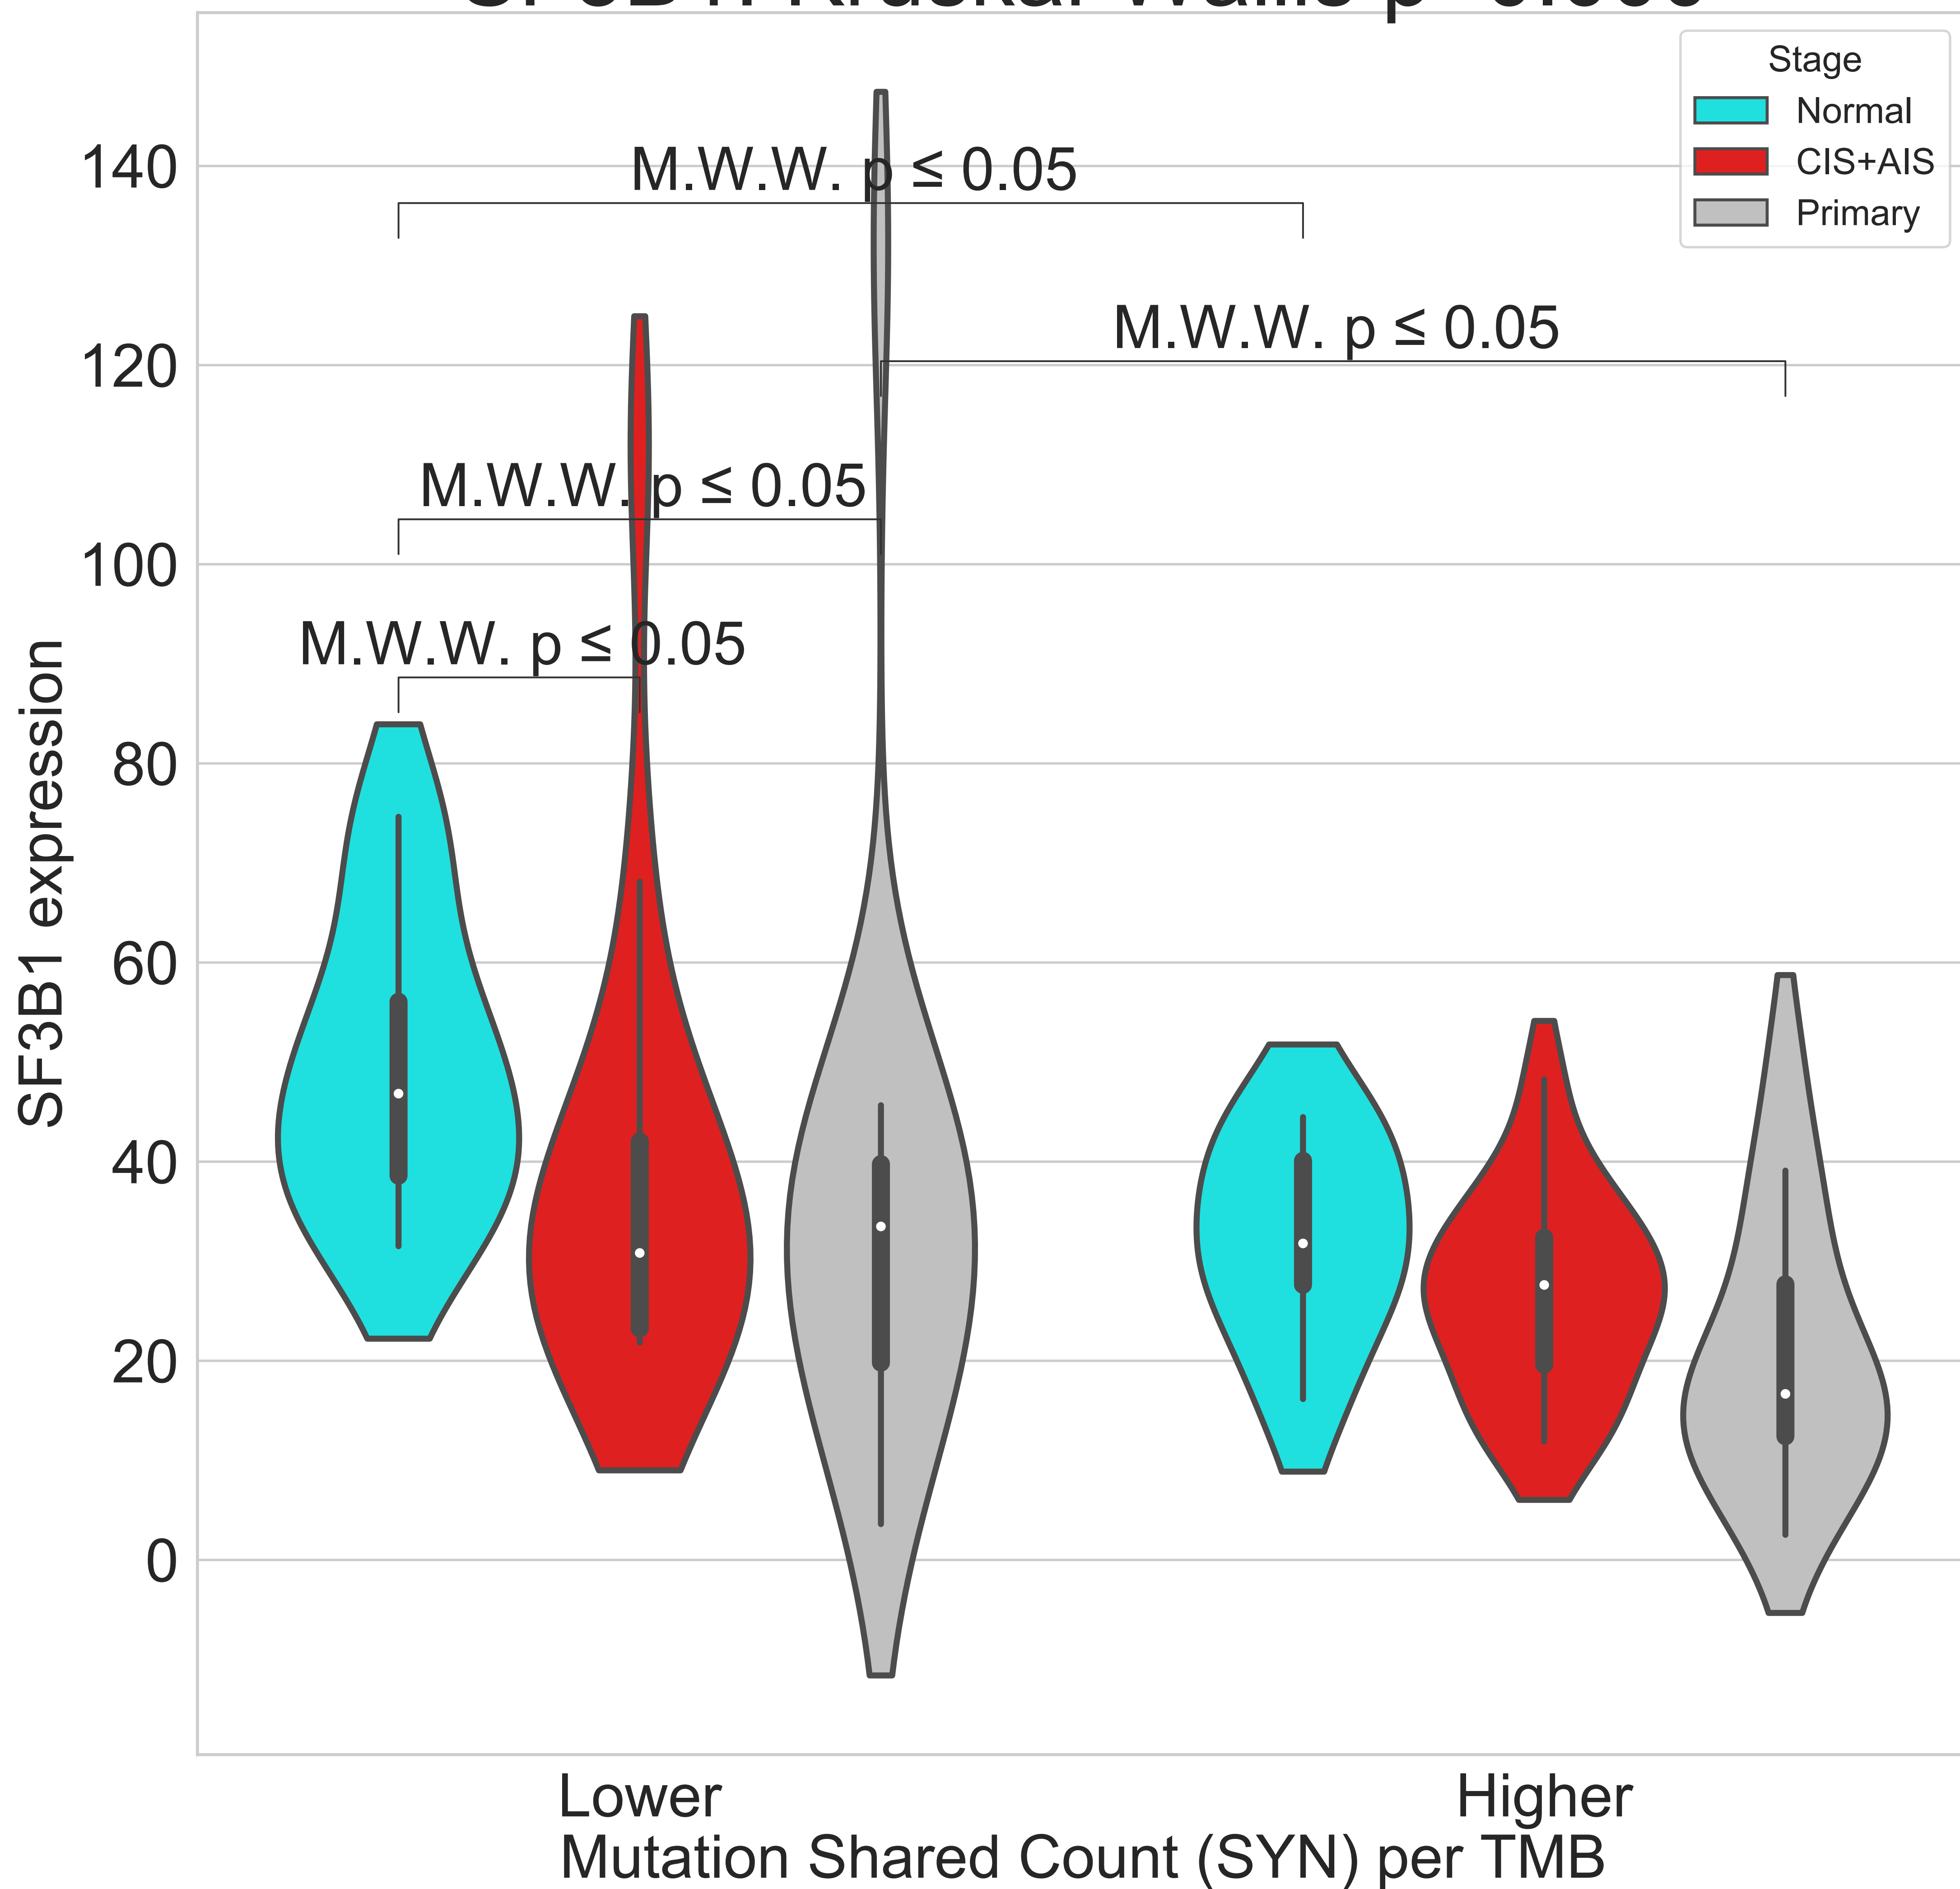 Stage
Normal
CIS+AIS
Primary
140
120
100
80
60
40
20
0
M.W.W. p ≤ 0.05
M.W.W. p ≤ 0.05
M.W.W. p ≤ 0.05
M.W.W. p ≤ 0.05
SF3B1 expression
Lower
Higher
Mutation Shared Count (SYN) per TMB